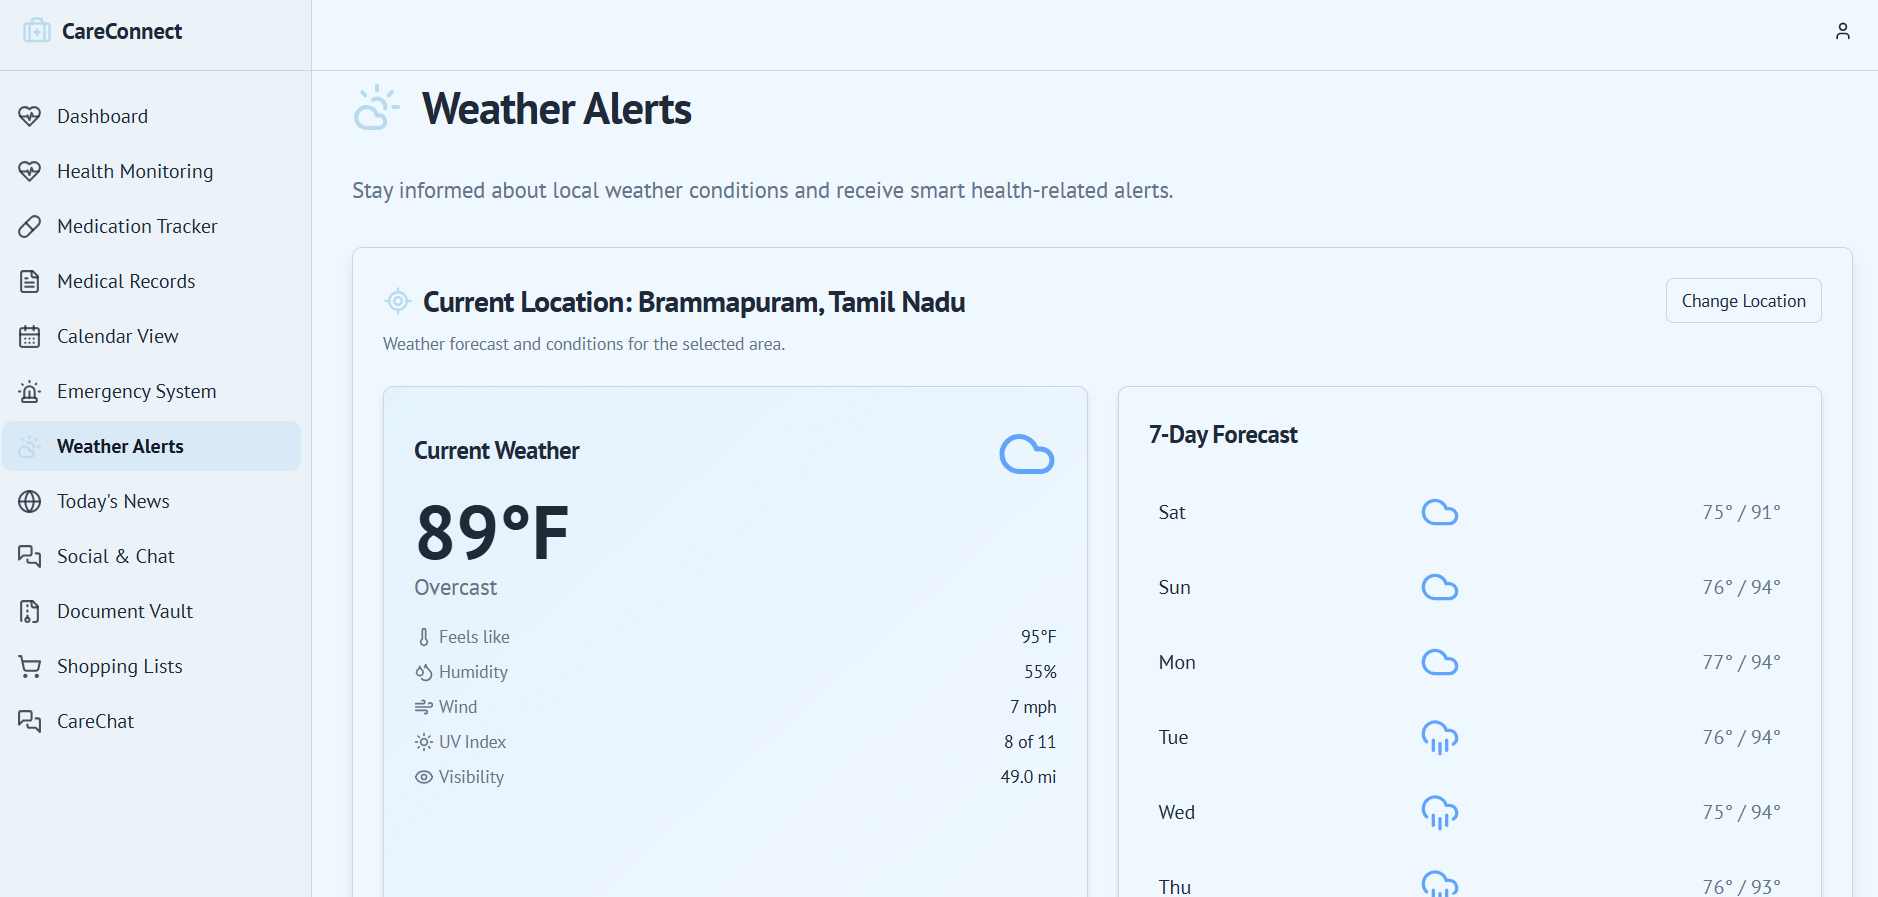 CareConnect
Dashboard
Health Monitoring
Medication Tracker
Medical Records
Calendar View
Emergency System
Weather Alerts
Today's News
Social & Chat
Document Vault
Shopping Lists
CareChat
Weather Alerts
Stay informed about local weather conditions and receive smart health-related alerts.
Current Location: Brammapuram, Tamil Nadu
Change Location
Weather forecast and conditions for the selected area.
Current Weather
89°F
Overcast
Feels like 95°F
Humidity 55%
Wind 7 mph
UV Index 8 of 11
Visibility 49.0 mi
7-Day Forecast
Sat 75° / 91°
Sun 76° / 94°
Mon 77° / 94°
Tue 76° / 94°
Wed 75° / 94°
Thu 76° / 93°